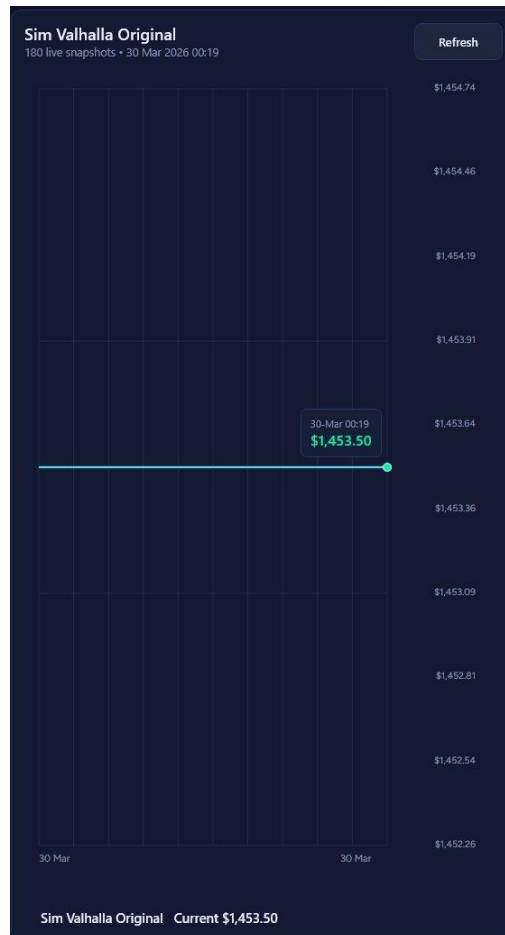 Sim Valhalla Original
180 live snapshots • 30 Mar 2026 00:19
Refresh
$1,454.74
$1,454.46
$1,454.19
$1,453.91
$1,453.64
30-Mar 00:19
$1,453.50
$1,453.36
$1,453.09
$1,452.81
$1,452.54
$1,452.26
30 Mar 30 Mar
Sim Valhalla Original Current $1,453.50